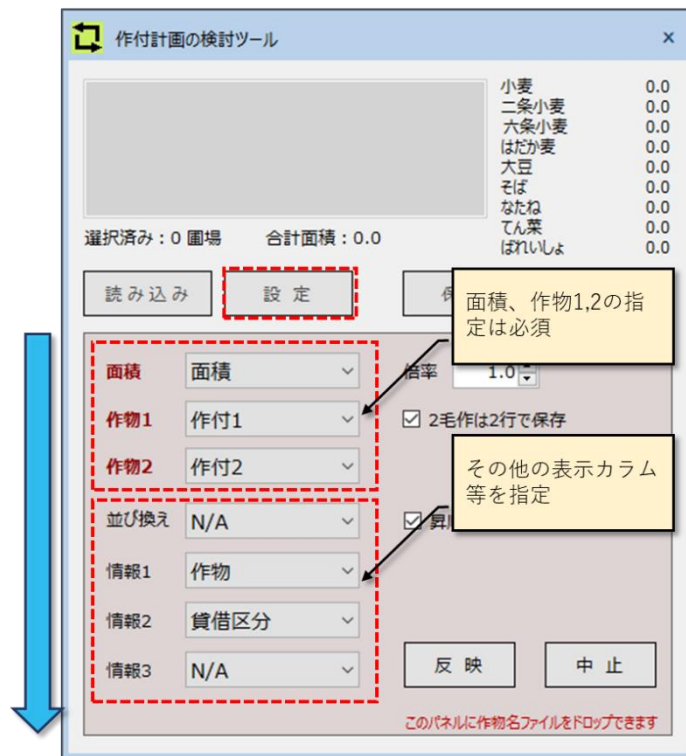 作付計画の検討ツール ×
小麦 0.0
二条小麦 0.0
六条小麦 0.0
はだか麦 0.0
大豆 0.0
そば 0.0
なたね 0.0
てん菜 0.0
ばれいしょ 0.0
選択済み：0 圃場 合計面積：0.0
読み込み 設 定
面積、作物1,2の指
定は必須
面積 面積 倍率 1.0
作物1 作付1 2毛作は2行で保存
作物2 作付2
その他の表示カラム
等を指定
並び換え N/A
情報1 作物
情報2 貸借区分
情報3 N/A
反 映 中 止
このパネルに作物名ファイルをドロップできます